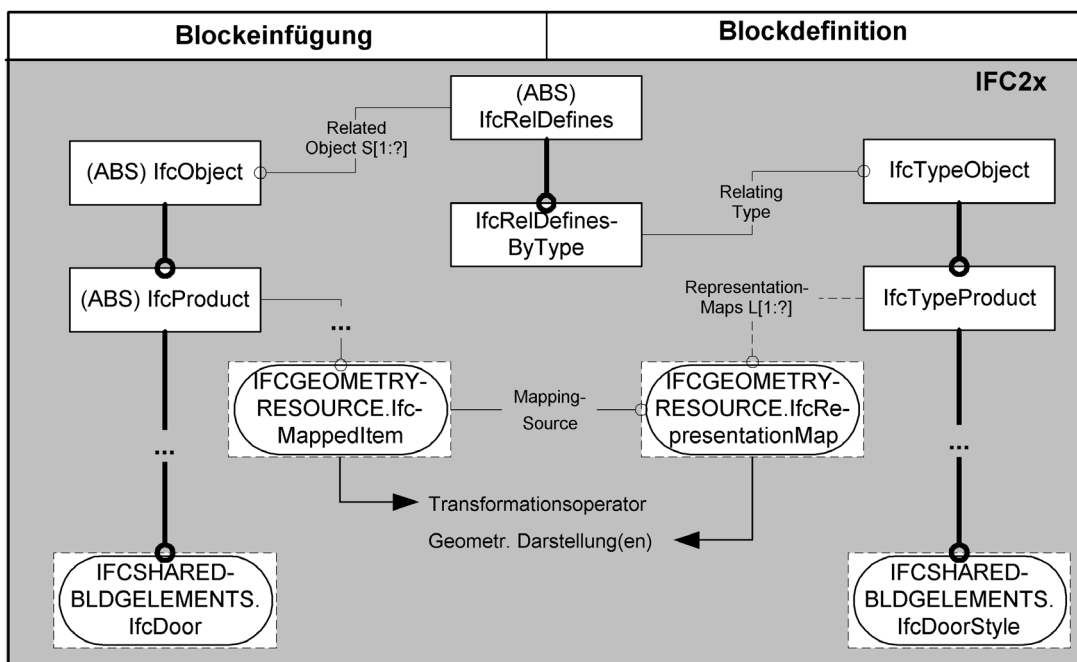 Blockeinfügung
Blockdefinition
IFC2x
(ABS)
IfcRelDefines
Related
Object S[1:?]
(ABS) IfcObject
IfcTypeObject
IfcRelDefines-
ByType
Relating
Type
(ABS) IfcProduct
...
Representation-
Maps L[1:?]
IfcTypeProduct
IFCGEOMETRY-
RESOURCE.Ifc-
MappedItem
Mapping-
Source
IFCGEOMETRY-
RESOURCE.IfcRe-
presentationMap
...
...
Transformationsoperator
Geometr. Darstellung(en)
IFCSHARED-
BLDGELEMENTS.
IfcDoor
IFCSHARED-
BLDGELEMENTS.
IfcDoorStyle